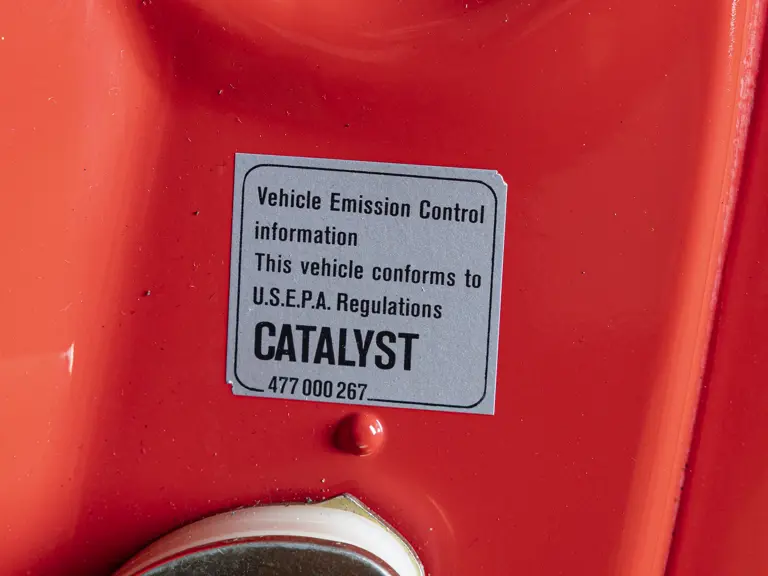 Vehicle Emission Control
information
This vehicle conforms to
U.S.E.P.A. Regulations
CATALYST
477 000 267